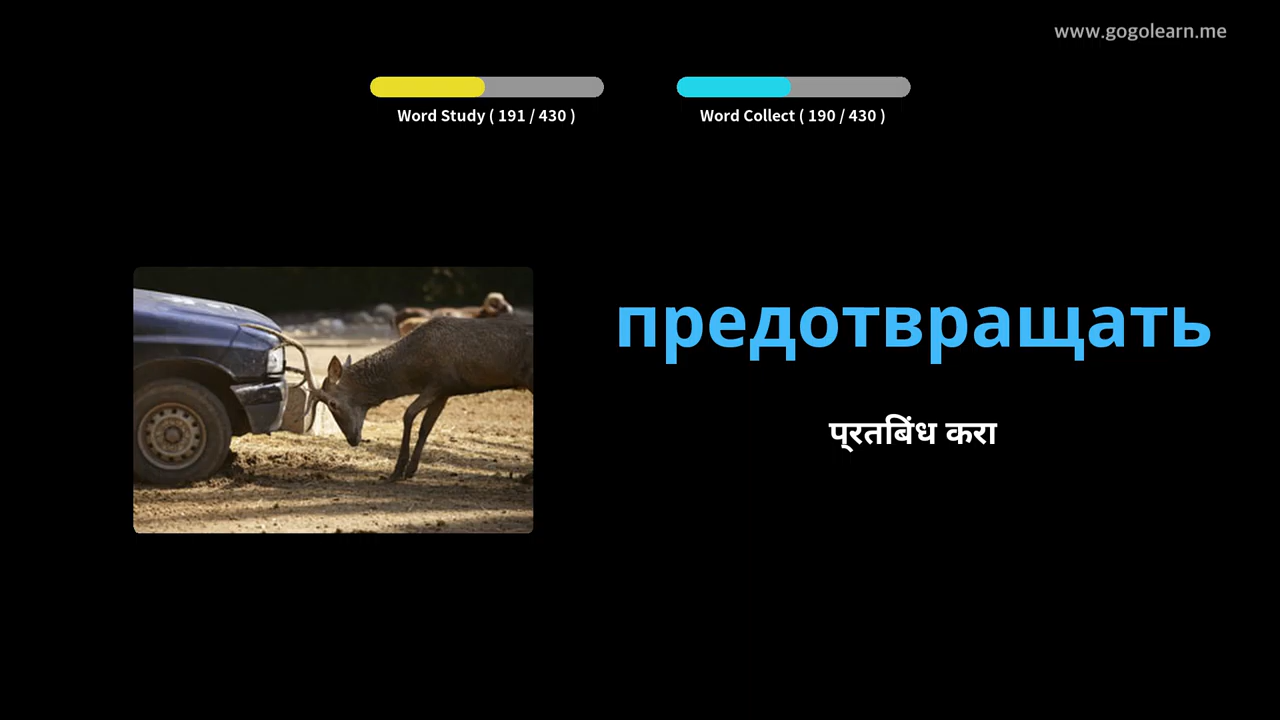 www.gogolearn.me
Word Study ( 191 / 430 )
Word Collect ( 190 / 430 )
предотвращать
प्रतिबंध करा